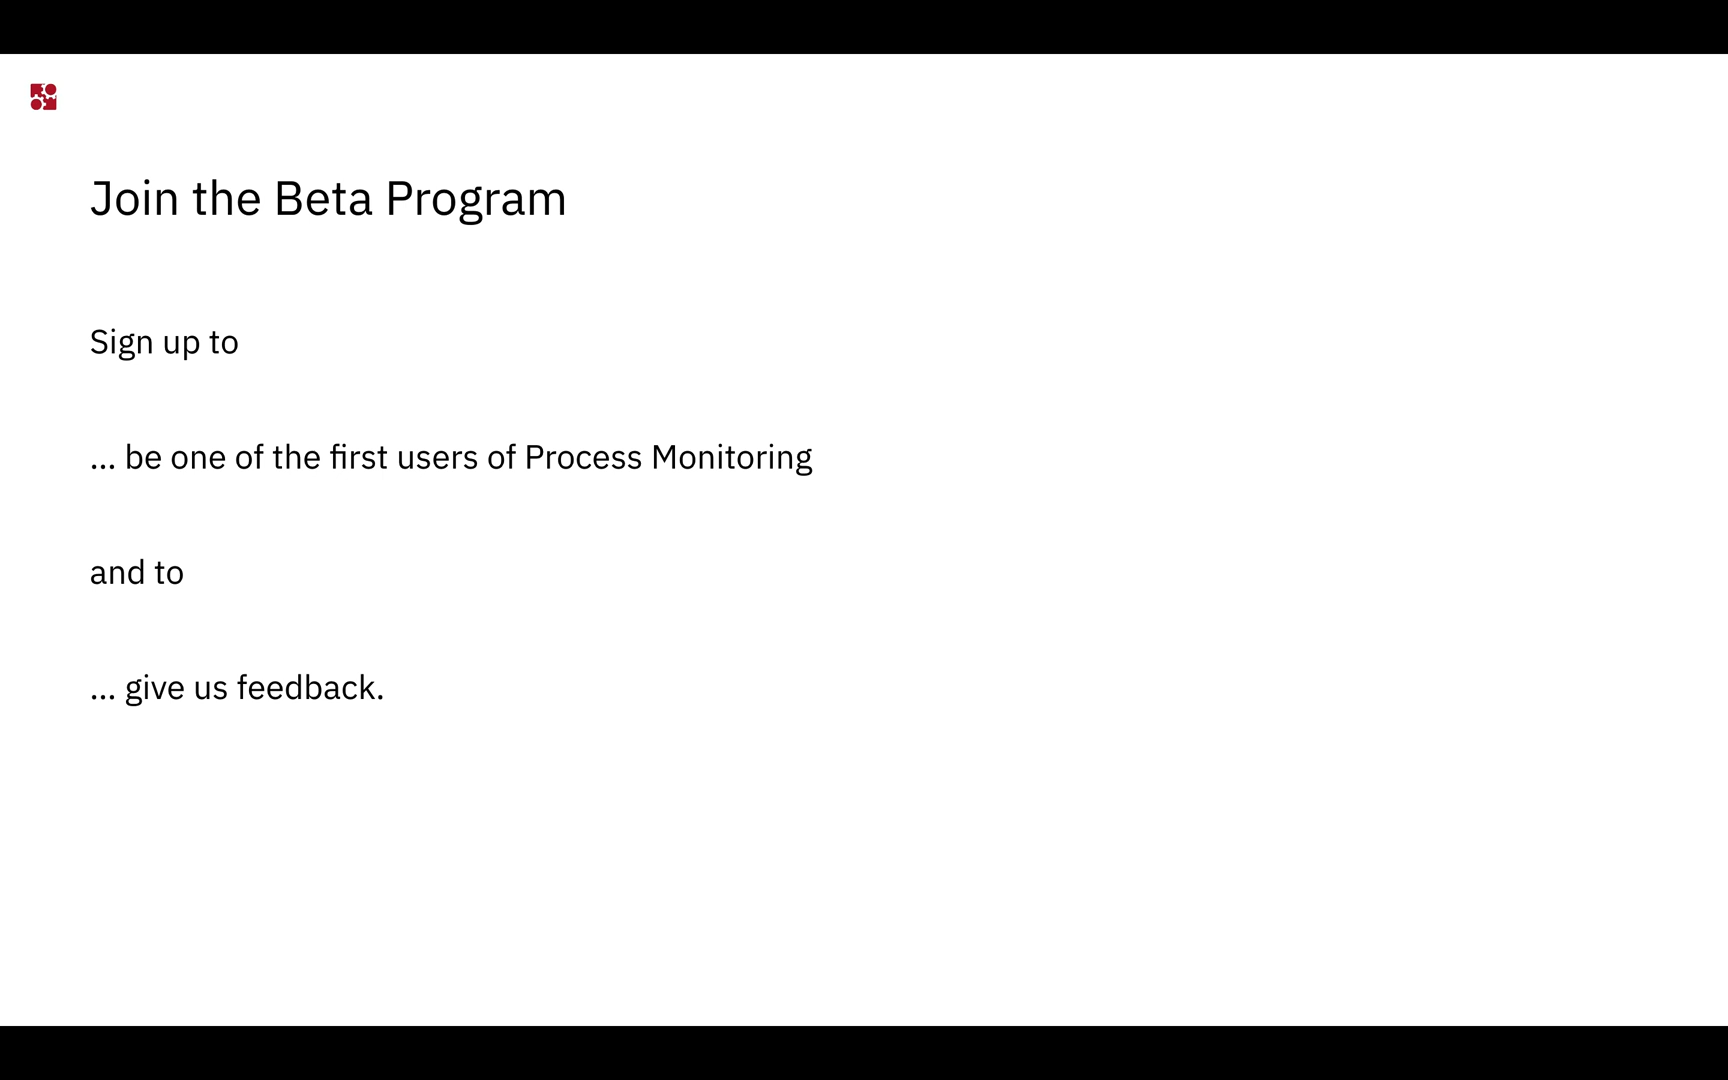 Join the Beta Program
Sign up to
... be one of the first users of Process Monitoring
and to
... give us feedback.